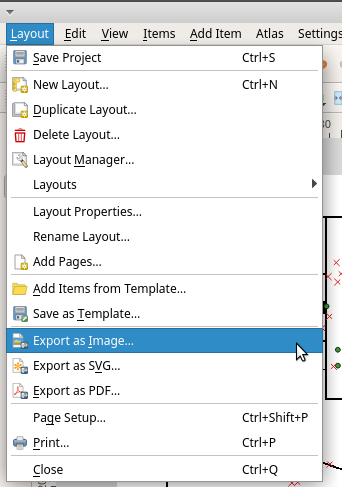 Layout Edit View Items Add Item Atlas Settings
Save Project Ctrl+S
New Layout... Ctrl+N
Duplicate Layout...
Delete Layout...
Layout Manager...
Layouts
Layout Properties...
Rename Layout...
Add Pages...
Add Items from Template...
Save as Template...
Export as Image...
Export as SVG...
Export as PDF...
Page Setup... Ctrl+Shift+P
Print... Ctrl+P
Close Ctrl+Q